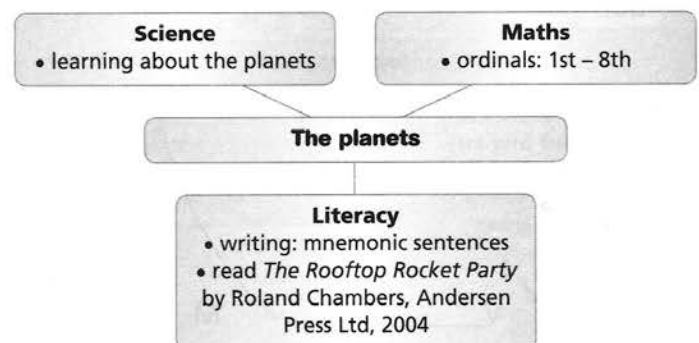 Science
• learning about the planets
Maths
• ordinals: 1st – 8th
The planets
Literacy
• writing: mnemonic sentences
• read The Rooftop Rocket Party
by Roland Chambers, Andersen
Press Ltd, 2004